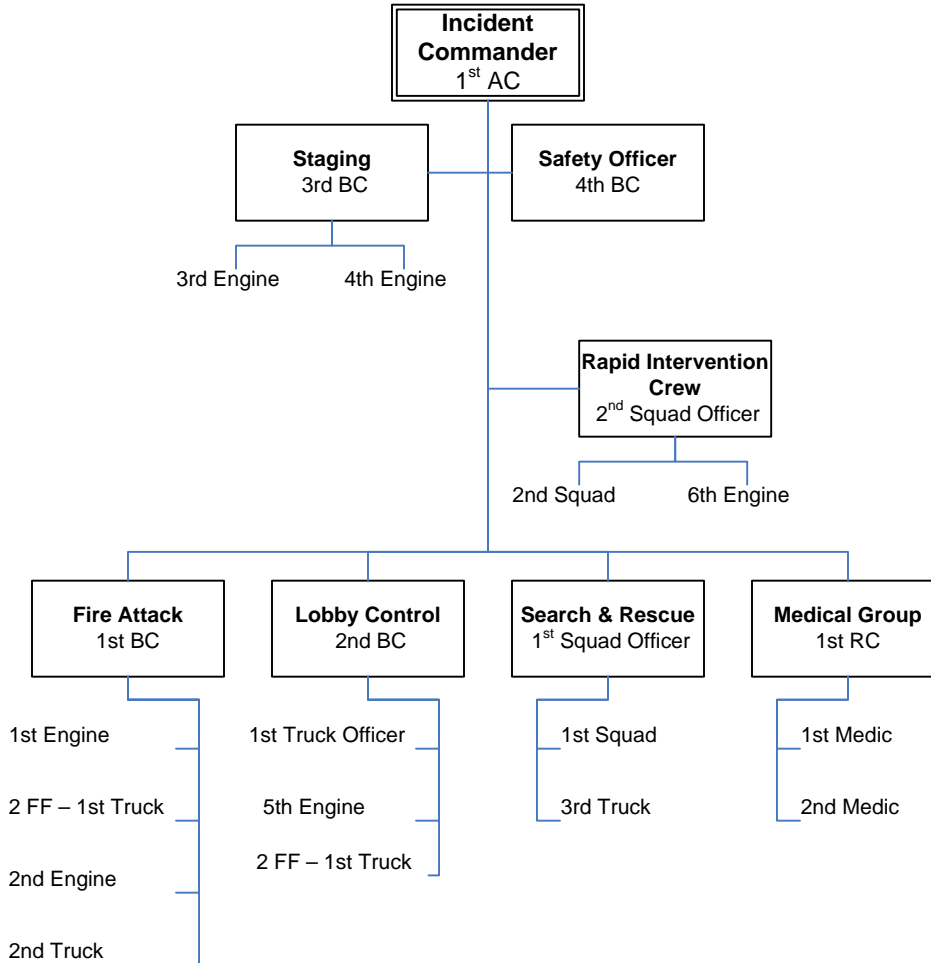 Incident
Commander
1st AC
Staging
3rd BC
Safety Officer
4th BC
3rd Engine
4th Engine
Rapid Intervention
Crew
2nd Squad Officer
2nd Squad
6th Engine
Fire Attack
1st BC
Lobby Control
2nd BC
Search & Rescue
1st Squad Officer
Medical Group
1st RC
1st Engine
2 FF – 1st Truck
2nd Engine
2nd Truck
1st Truck Officer
5th Engine
2 FF – 1st Truck
1st Squad
3rd Truck
1st Medic
2nd Medic